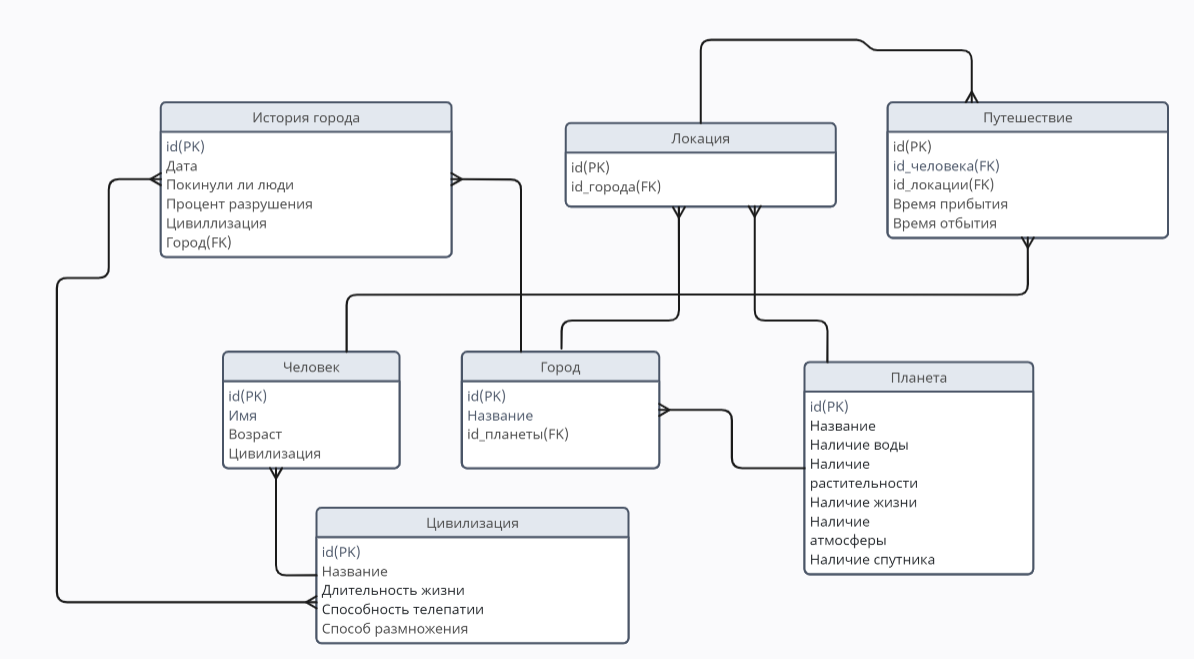 История города
id(PK)
Дата
Покинули ли люди
Процент разрушения
Цивиллизация
Город(FK)
Локация
id(PK)
id_города(FK)
Путешествие
id(PK)
id_человека(FK)
id_локации(FK)
Время прибытия
Время отбытия
Человек
id(PK)
Имя
Возраст
Цивилизация
Город
id(PK)
Название
id_планеты(FK)
Планета
id(PK)
Название
Наличие воды
Наличие
растительности
Наличие жизни
Наличие
атмосферы
Наличие спутника
Цивилизация
id(PK)
Название
Длительность жизни
Способность телепатии
Способ размножения